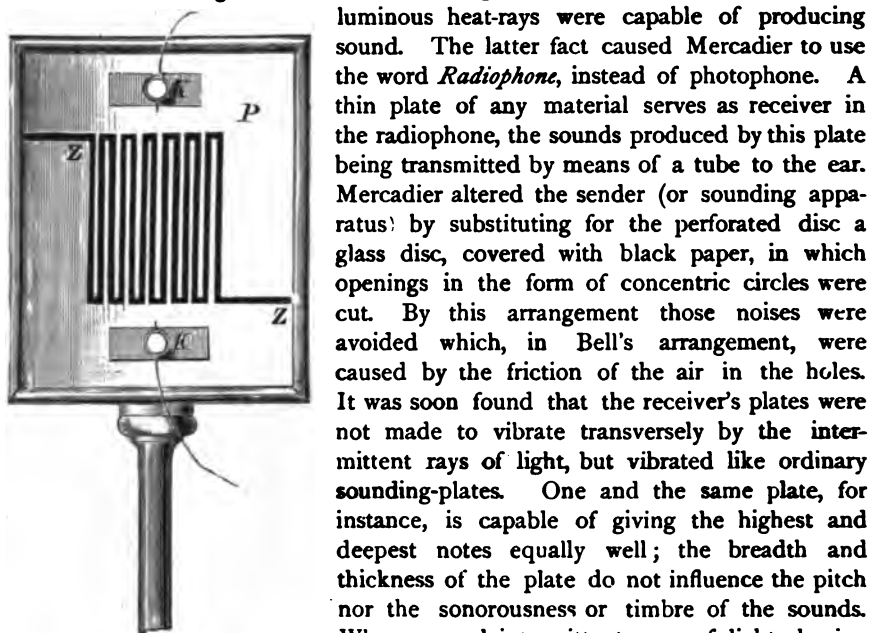 luminous heat-rays were capable of producing
sound. The latter fact caused Mercadier to use
the word Radiophone, instead of photophone. A
thin plate of any material serves as receiver in
the radiophone, the sounds produced by this plate
being transmitted by means of a tube to the ear.
Mercadier altered the sender (or sounding appa-
ratus) by substituting for the perforated disc a
glass disc, covered with black paper, in which
openings in the form of concentric circles were
cut. By this arrangement those noises were
avoided which, in Bell's arrangement, were
caused by the friction of the air in the holes.
It was soon found that the receiver's plates were
not made to vibrate transversely by the inter-
mittent rays of light, but vibrated like ordinary
sounding-plates. One and the same plate, for
instance, is capable of giving the highest and
deepest notes equally well; the breadth and
thickness of the plate do not influence the pitch
nor the sonorousness or timbre of the sounds.
K
P
Z
Z
K